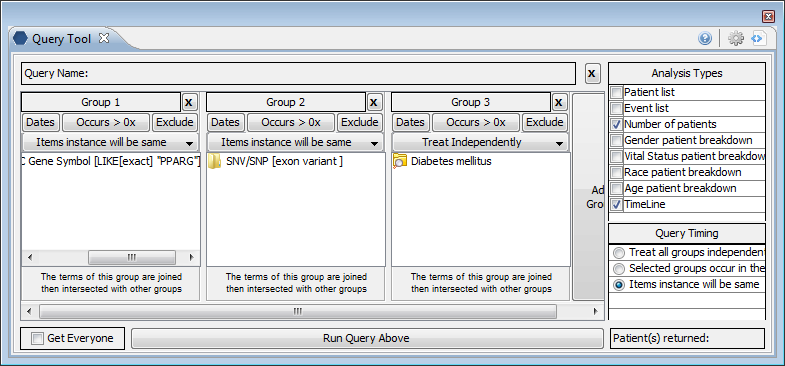 Query Tool
Query Name:
X
Group 1 X
Group 2 X
Group 3 X
Dates Occurs > 0x Exclude
Dates Occurs > 0x Exclude
Dates Occurs > 0x Exclude
Items instance will be same
Items instance will be same
Treat Independently
C Gene Symbol [LIKE[exact] "PPARG"]
SNV/SNP [exon variant ]
Diabetes mellitus
The terms of this group are joined
then intersected with other groups
The terms of this group are joined
then intersected with other groups
The terms of this group are joined
then intersected with other groups
Ad
Gro
Get Everyone
Run Query Above
Analysis Types
Patient list
Event list
Number of patients
Gender patient breakdown
Vital Status patient breakdow
Race patient breakdown
Age patient breakdown
TimeLine
Query Timing
Treat all groups independent
Selected groups occur in the
Items instance will be same
Patient(s) returned: